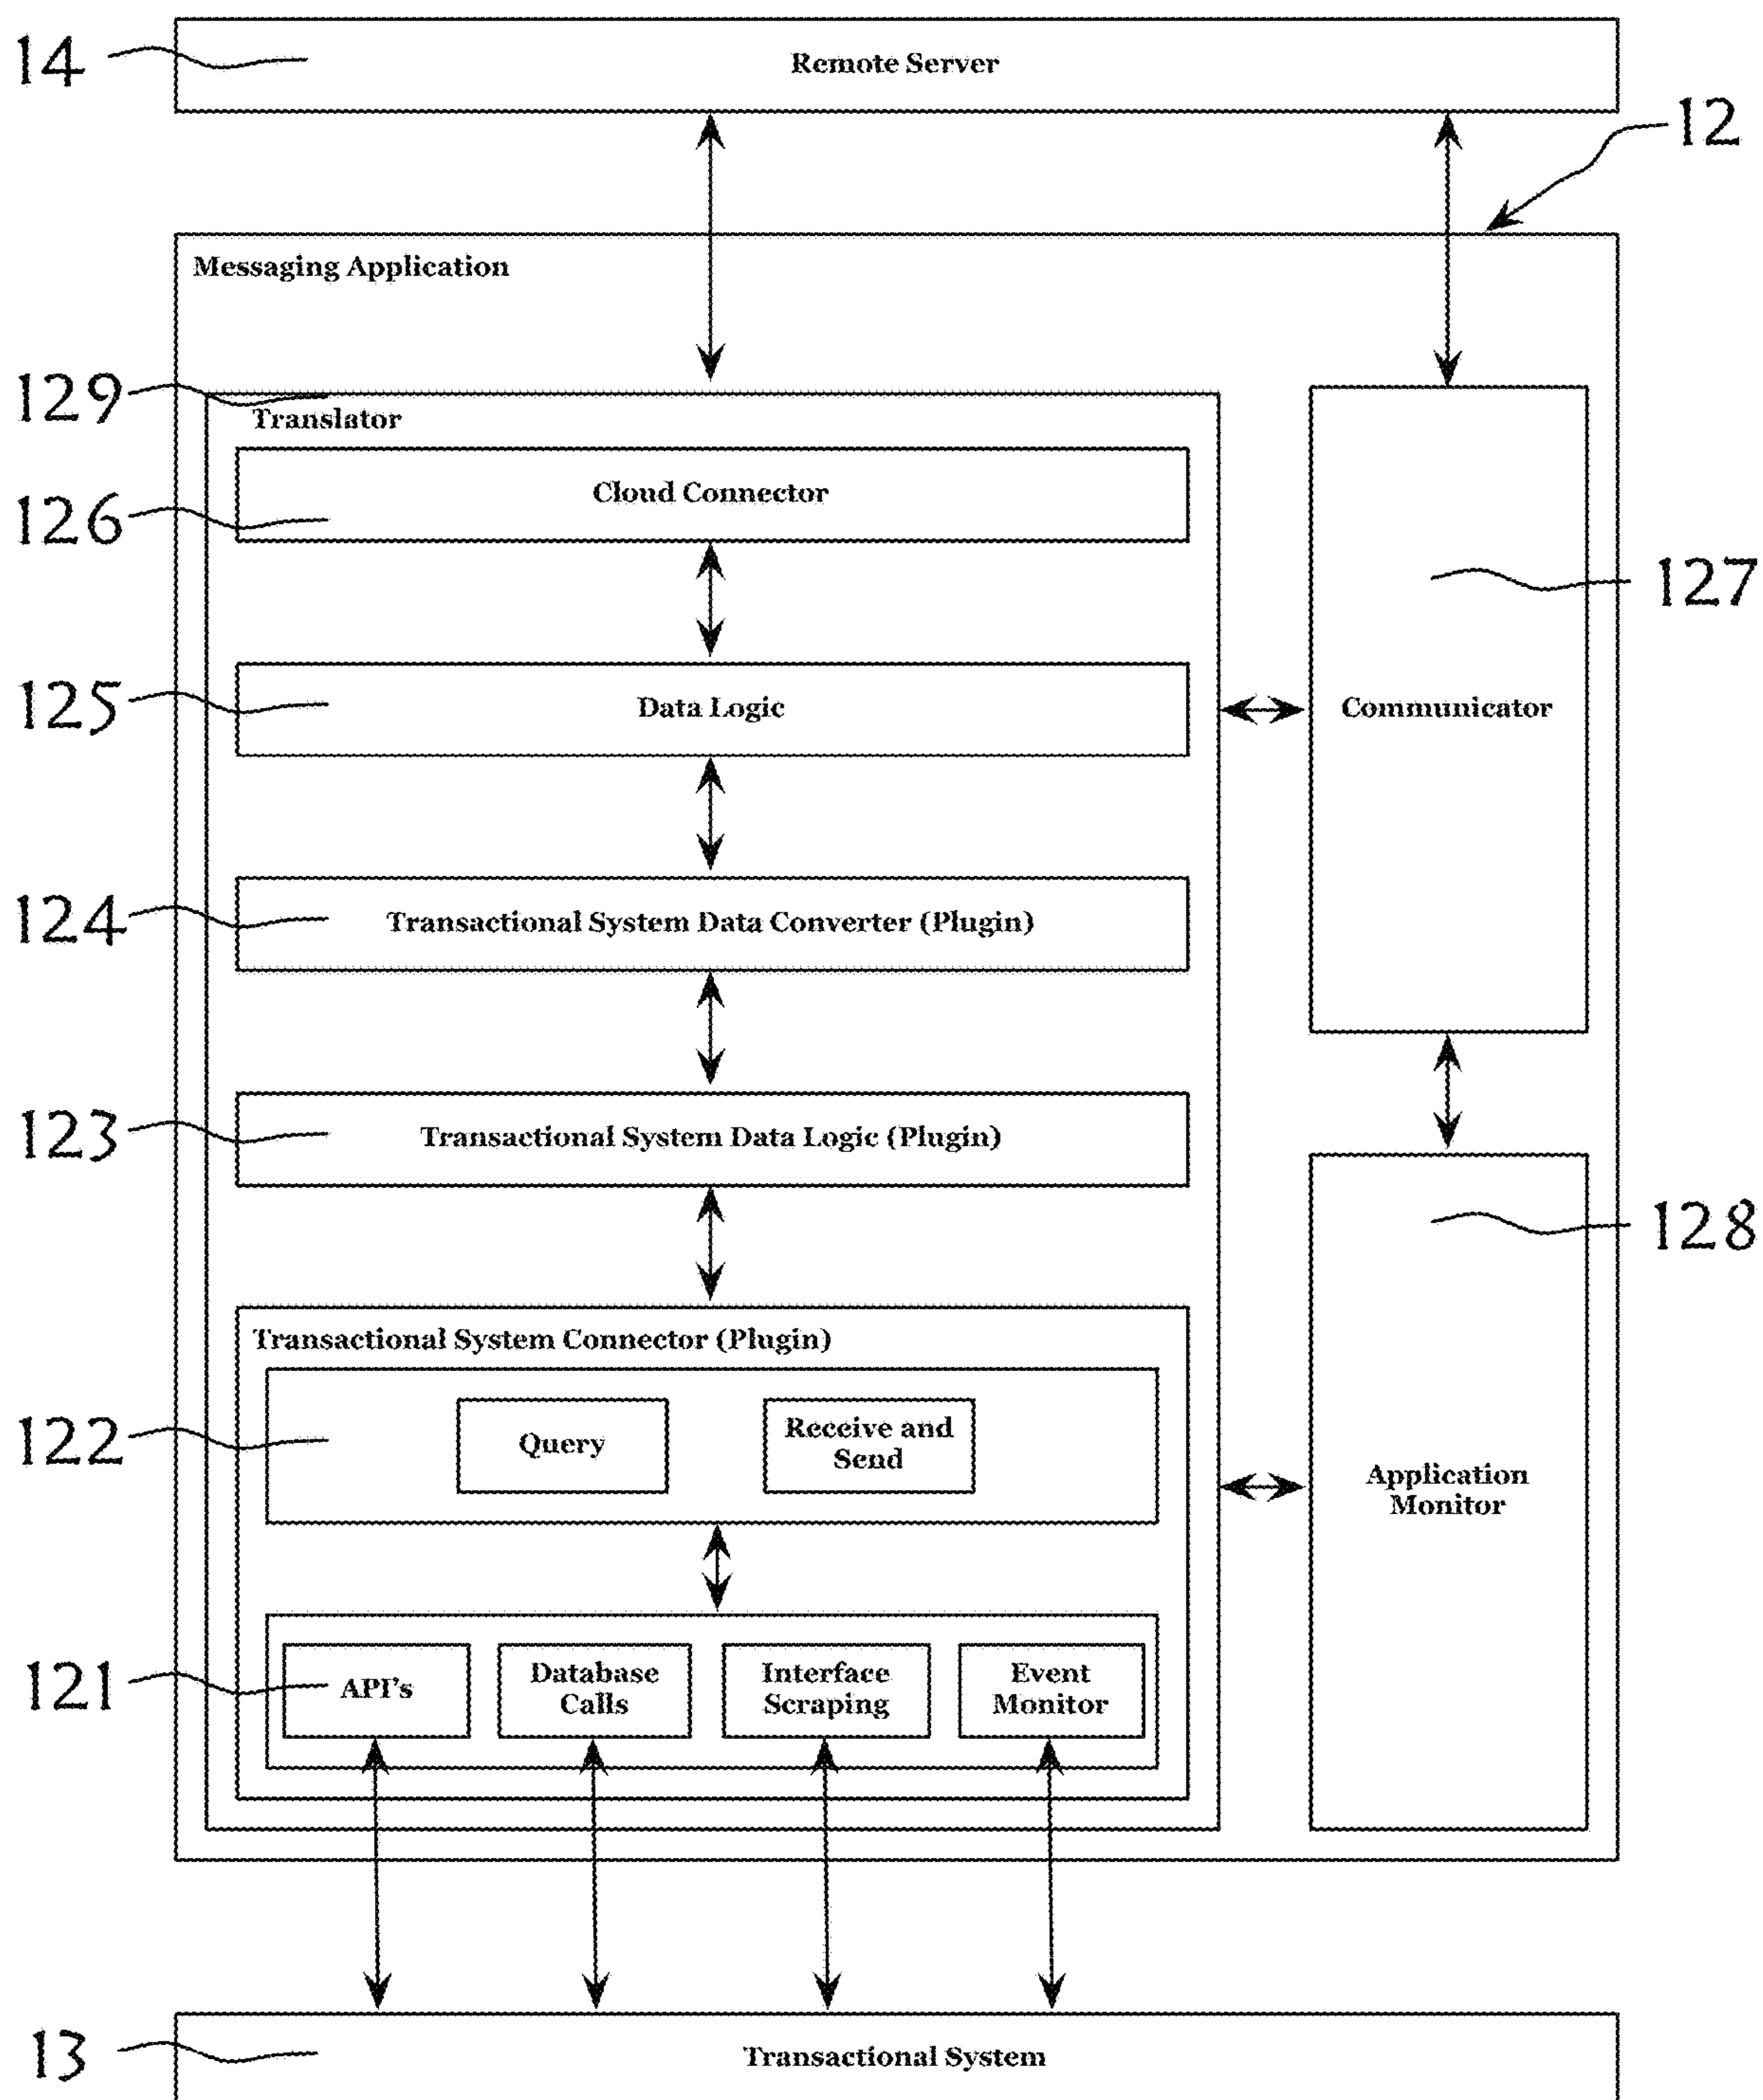 14
Remote Server
12
Messaging Application
129
Translator
126
Cloud Connector
127
125
Data Logic
Communicator
124
Transactional System Data Converter (Plugin)
123
Transactional System Data Logic (Plugin)
128
Transactional System Connector (Plugin)
122
Query
Receive and
Send
Application
Monitor
121
API's
Database
Calls
Interface
Scraping
Event
Monitor
13
Transactional System